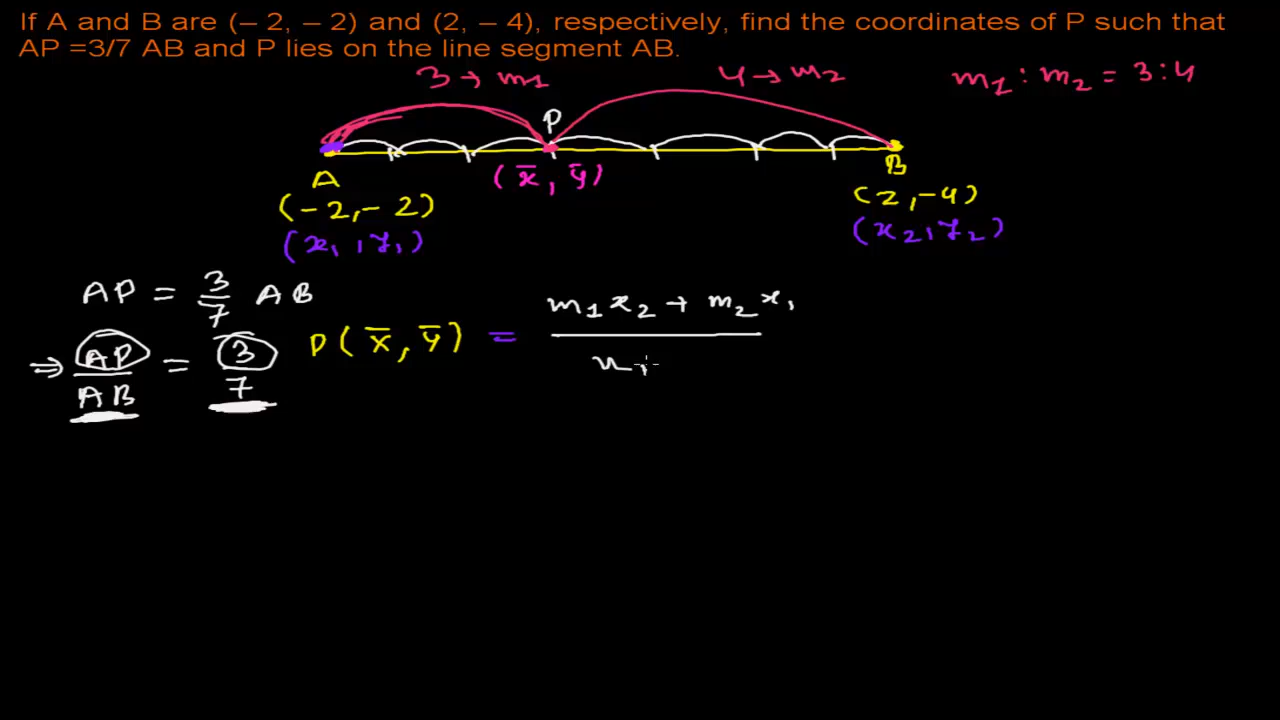 If A and B are (– 2, – 2) and (2, – 4), respectively, find the coordinates of P such that
AP =3/7 AB and P lies on the line segment AB.
3 → m1 4 → m2 m1 : m2 = 3:4
P
A (x̅, y̅) B
(-2,-2) (2,-4)
(x1, y1) (x2, y2)
AP = 3/7 AB
⇒ AP/AB = 3/7
P(x̅, y̅) = m1x2 + m2x1
m+